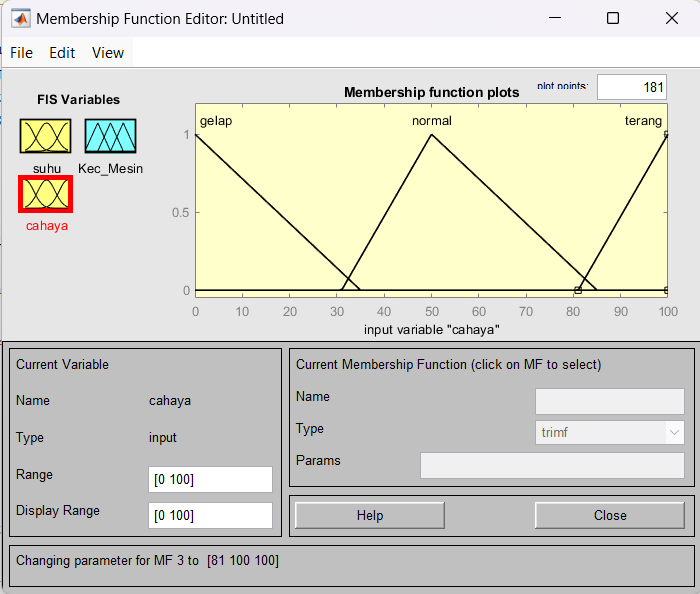 Membership Function Editor: Untitled
File Edit View
FIS Variables
suhu Kec_Mesin
cahaya
Membership function plots
plot points:
181
gelap normal terang
1
0.5
0
0 10 20 30 40 50 60 70 80 90 100
input variable "cahaya"
Current Variable
Name cahaya
Type input
Range [0 100]
Display Range [0 100]
Current Membership Function (click on MF to select)
Name
Type trimf
Params
Help Close
Changing parameter for MF 3 to [81 100 100]